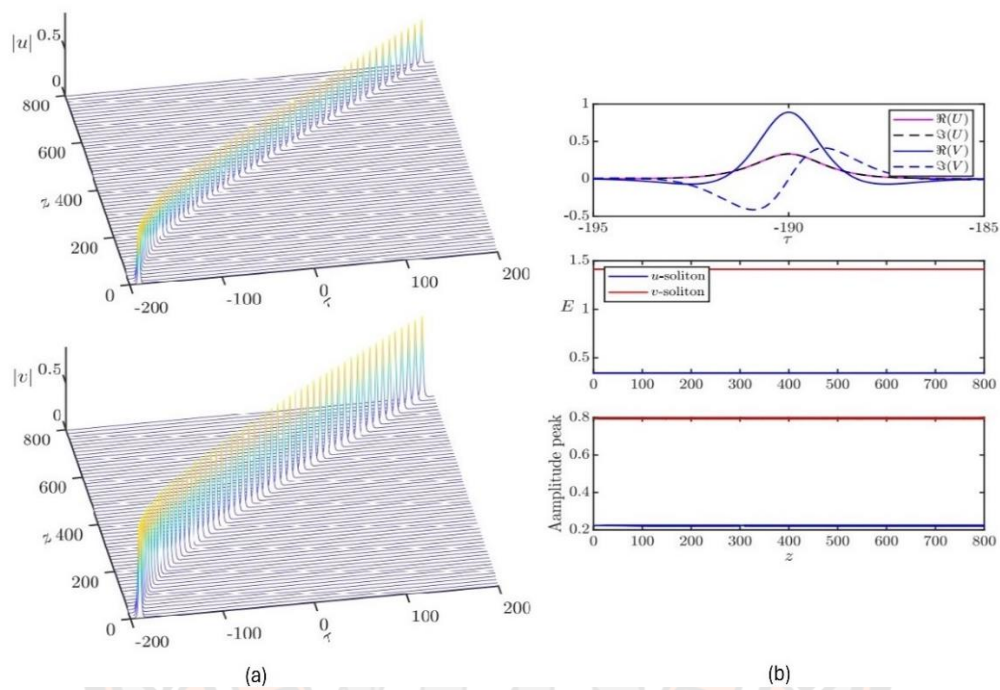 |u|
0.5
0
800
600
z 400
200
0
-200
-100
0
τ
100
200
|v|
0.5
0
800
600
z 400
200
0
-200
-100
0
τ
100
200
(a)
1
0.5
0
-0.5
-195
-190
-185
τ
ℜ(U)
ℑ(U)
ℜ(V)
ℑ(V)
1.5
E 1
0.5
u-soliton
v-soliton
0 100 200 300 400 500 600 700 800
Aamplitude peak
0.8
0.6
0.4
0.2
0 100 200 300 400 500 600 700 800
z
(b)